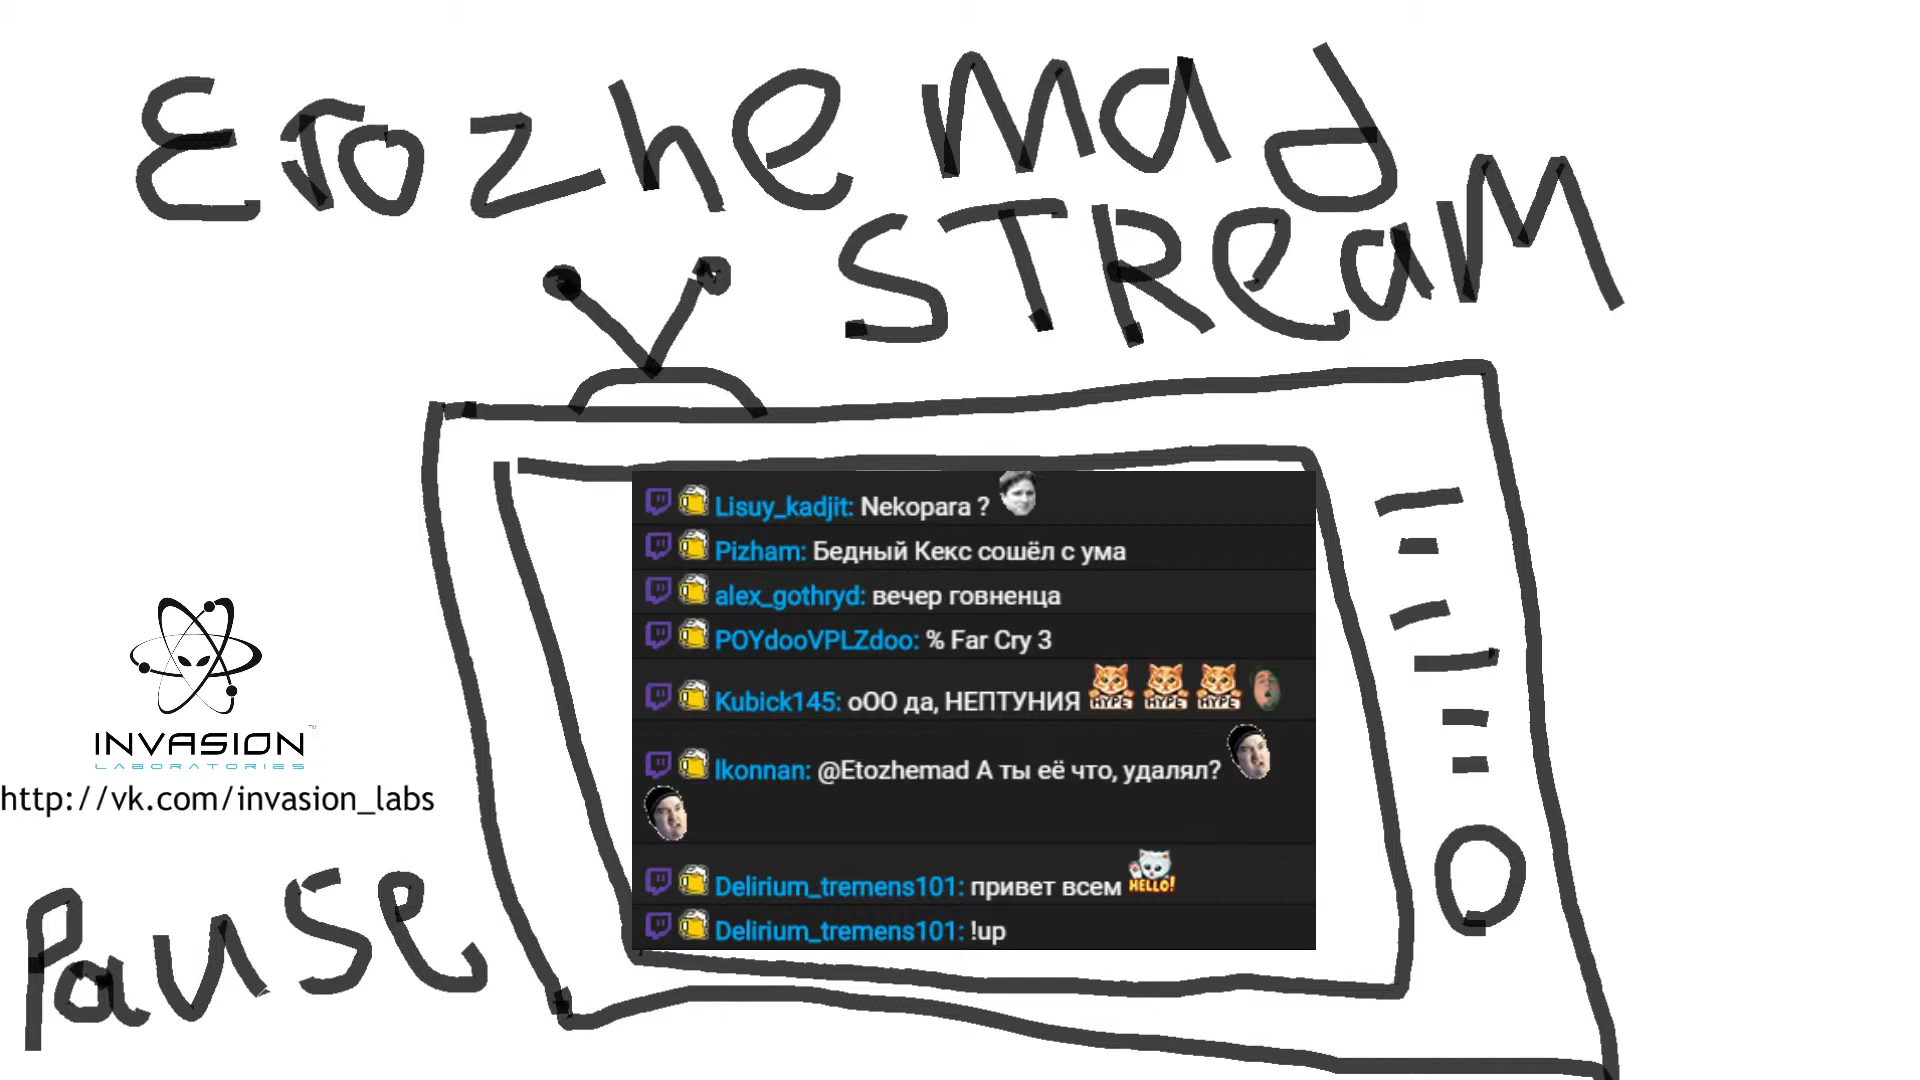 Etozhemad
STReaM
Lisuy_kadjit: Nekopara ?
Pizham: Бедный Кекс сошёл с ума
alex_gothryd: вечер говненца
POYdooVPLZdoo: % Far Cry 3
Kubick145: оОО да, НЕПТУНИЯ HYPE HYPE HYPE
Ikonnan: @Etozhemad А ты её что, удалял?
Delirium_tremens101: привет всем HELLO!
Delirium_tremens101: !up
INVASION™
LABORATORIES
http://vk.com/invasion_labs
Pause